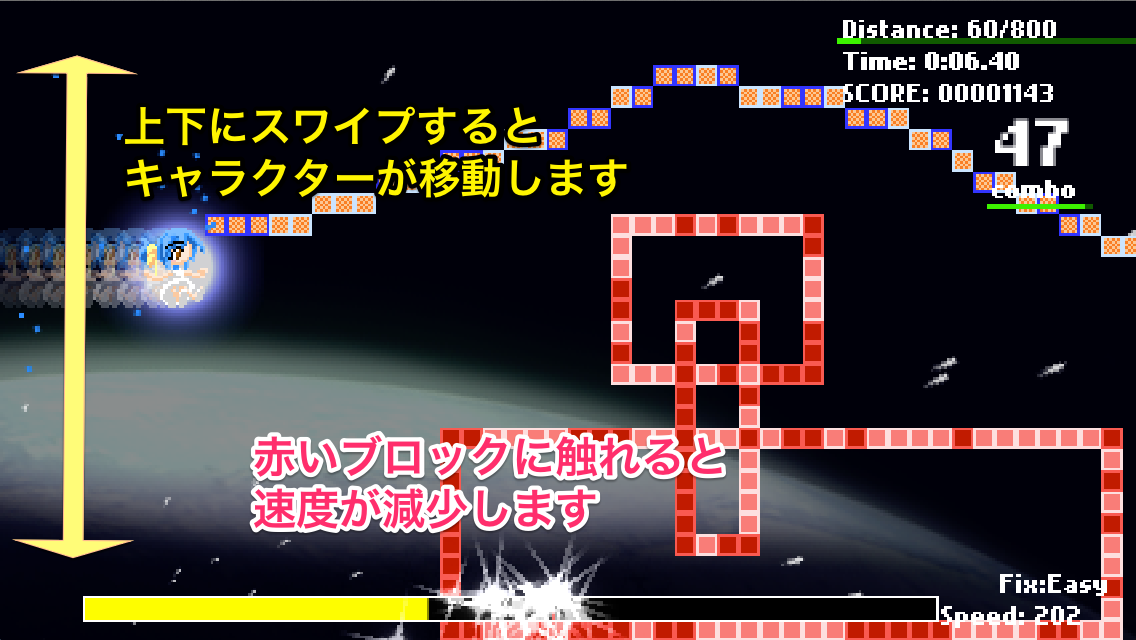 Distance: 60/800
Time: 0:06.40
SCORE: 00001143
47
combo
上下にスワイプすると
キャラクターが移動します
赤いブロックに触れると
速度が減少します
Fix:Easy
Speed: 202